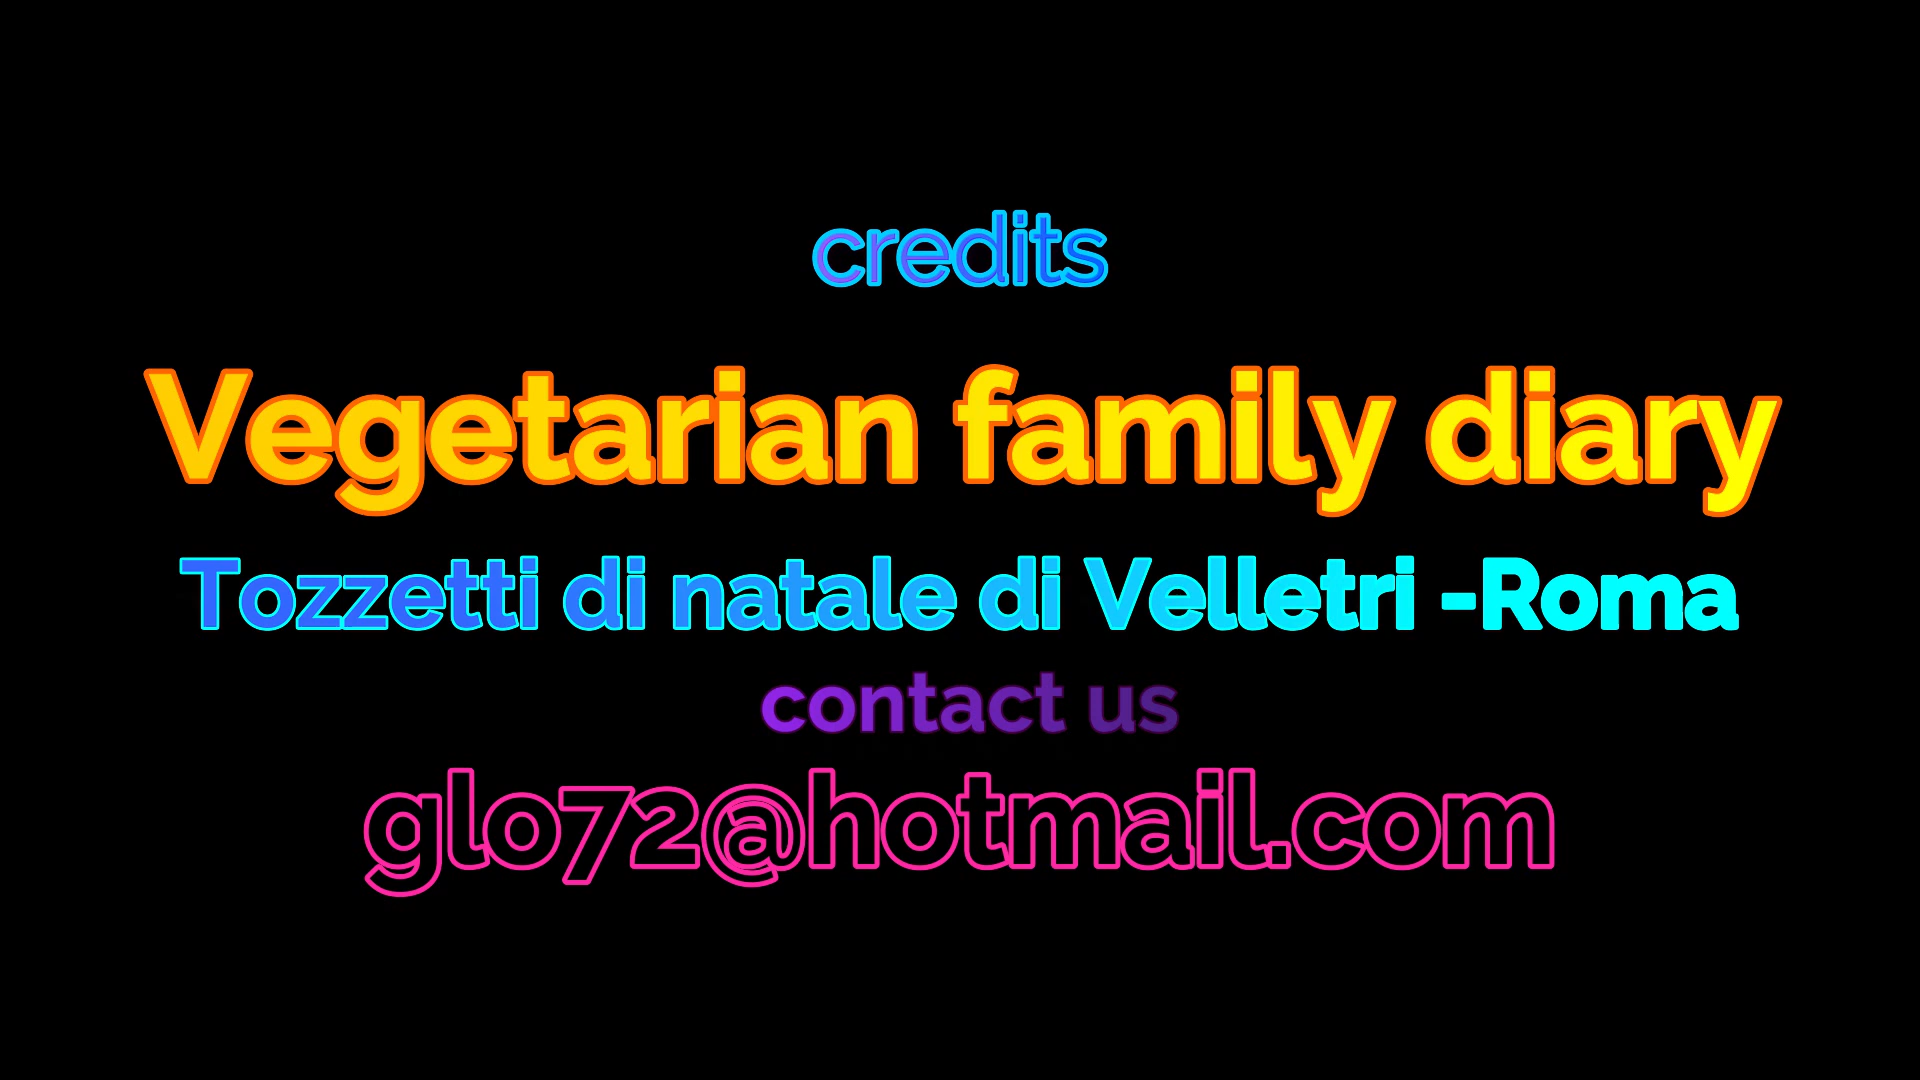 credits
Vegetarian family diary
Tozzetti di natale di Velletri -Roma
contact us
glo72@hotmail.com